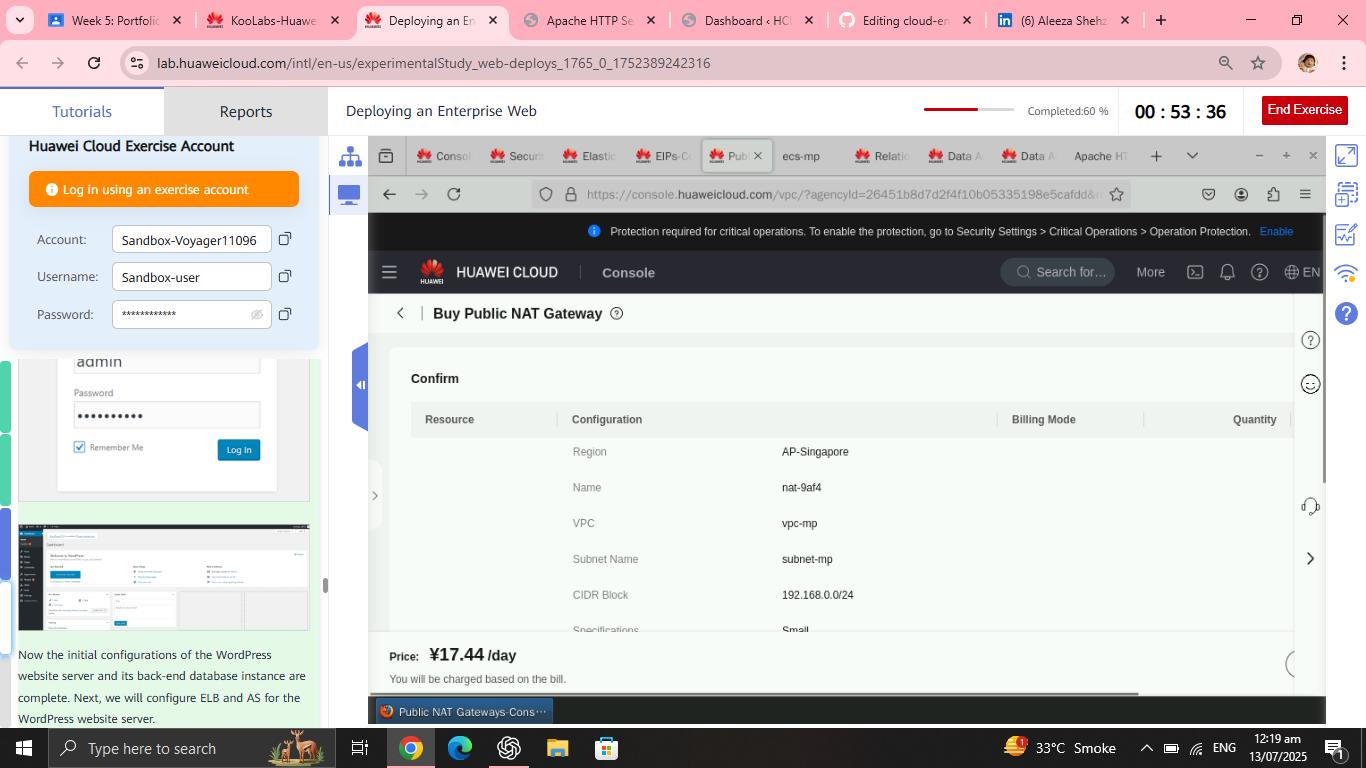 Week 5: Portfolio
KooLabs-Huawe
Deploying an En
Apache HTTP Se
Dashboard ‹ HCl
Editing cloud-en
(6) Aleeza Shehz
lab.huaweicloud.com/intl/en-us/experimentalStudy_web-deploys_1765_0_1752389242316
Tutorials
Reports
Deploying an Enterprise Web
Completed:60 %
00 : 53 : 36
End Exercise
Huawei Cloud Exercise Account
Log in using an exercise account
Account:
Sandbox-Voyager11096
Username:
Sandbox-user
Password:
************
admin
Password
••••••••••
Remember Me
Log In
Now the initial configurations of the WordPress
website server and its back-end database instance are
complete. Next, we will configure ELB and AS for the
WordPress website server.
Consol
Securit
Elastic
EIPs-Co
Publ
ecs-mp
Relatio
Data A
Data A
Apache HT
https://console.huaweicloud.com/vpc/?agencyId=26451b8d7d2f4f10b05335198e5cafdd&r
Protection required for critical operations. To enable the protection, go to Security Settings > Critical Operations > Operation Protection. Enable
HUAWEI
HUAWEI CLOUD
Console
Search for...
More
EN
Buy Public NAT Gateway
Confirm
Resource Configuration Billing Mode Quantity
Region AP-Singapore
Name nat-9af4
VPC vpc-mp
Subnet Name subnet-mp
CIDR Block 192.168.0.0/24
Specifications Small
Price: ¥17.44 /day
You will be charged based on the bill.
Public NAT Gateways-Cons···
Type here to search
33°C Smoke
ENG
12:19 am
13/07/2025
1